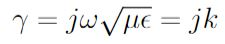 γ = jω√με = jk